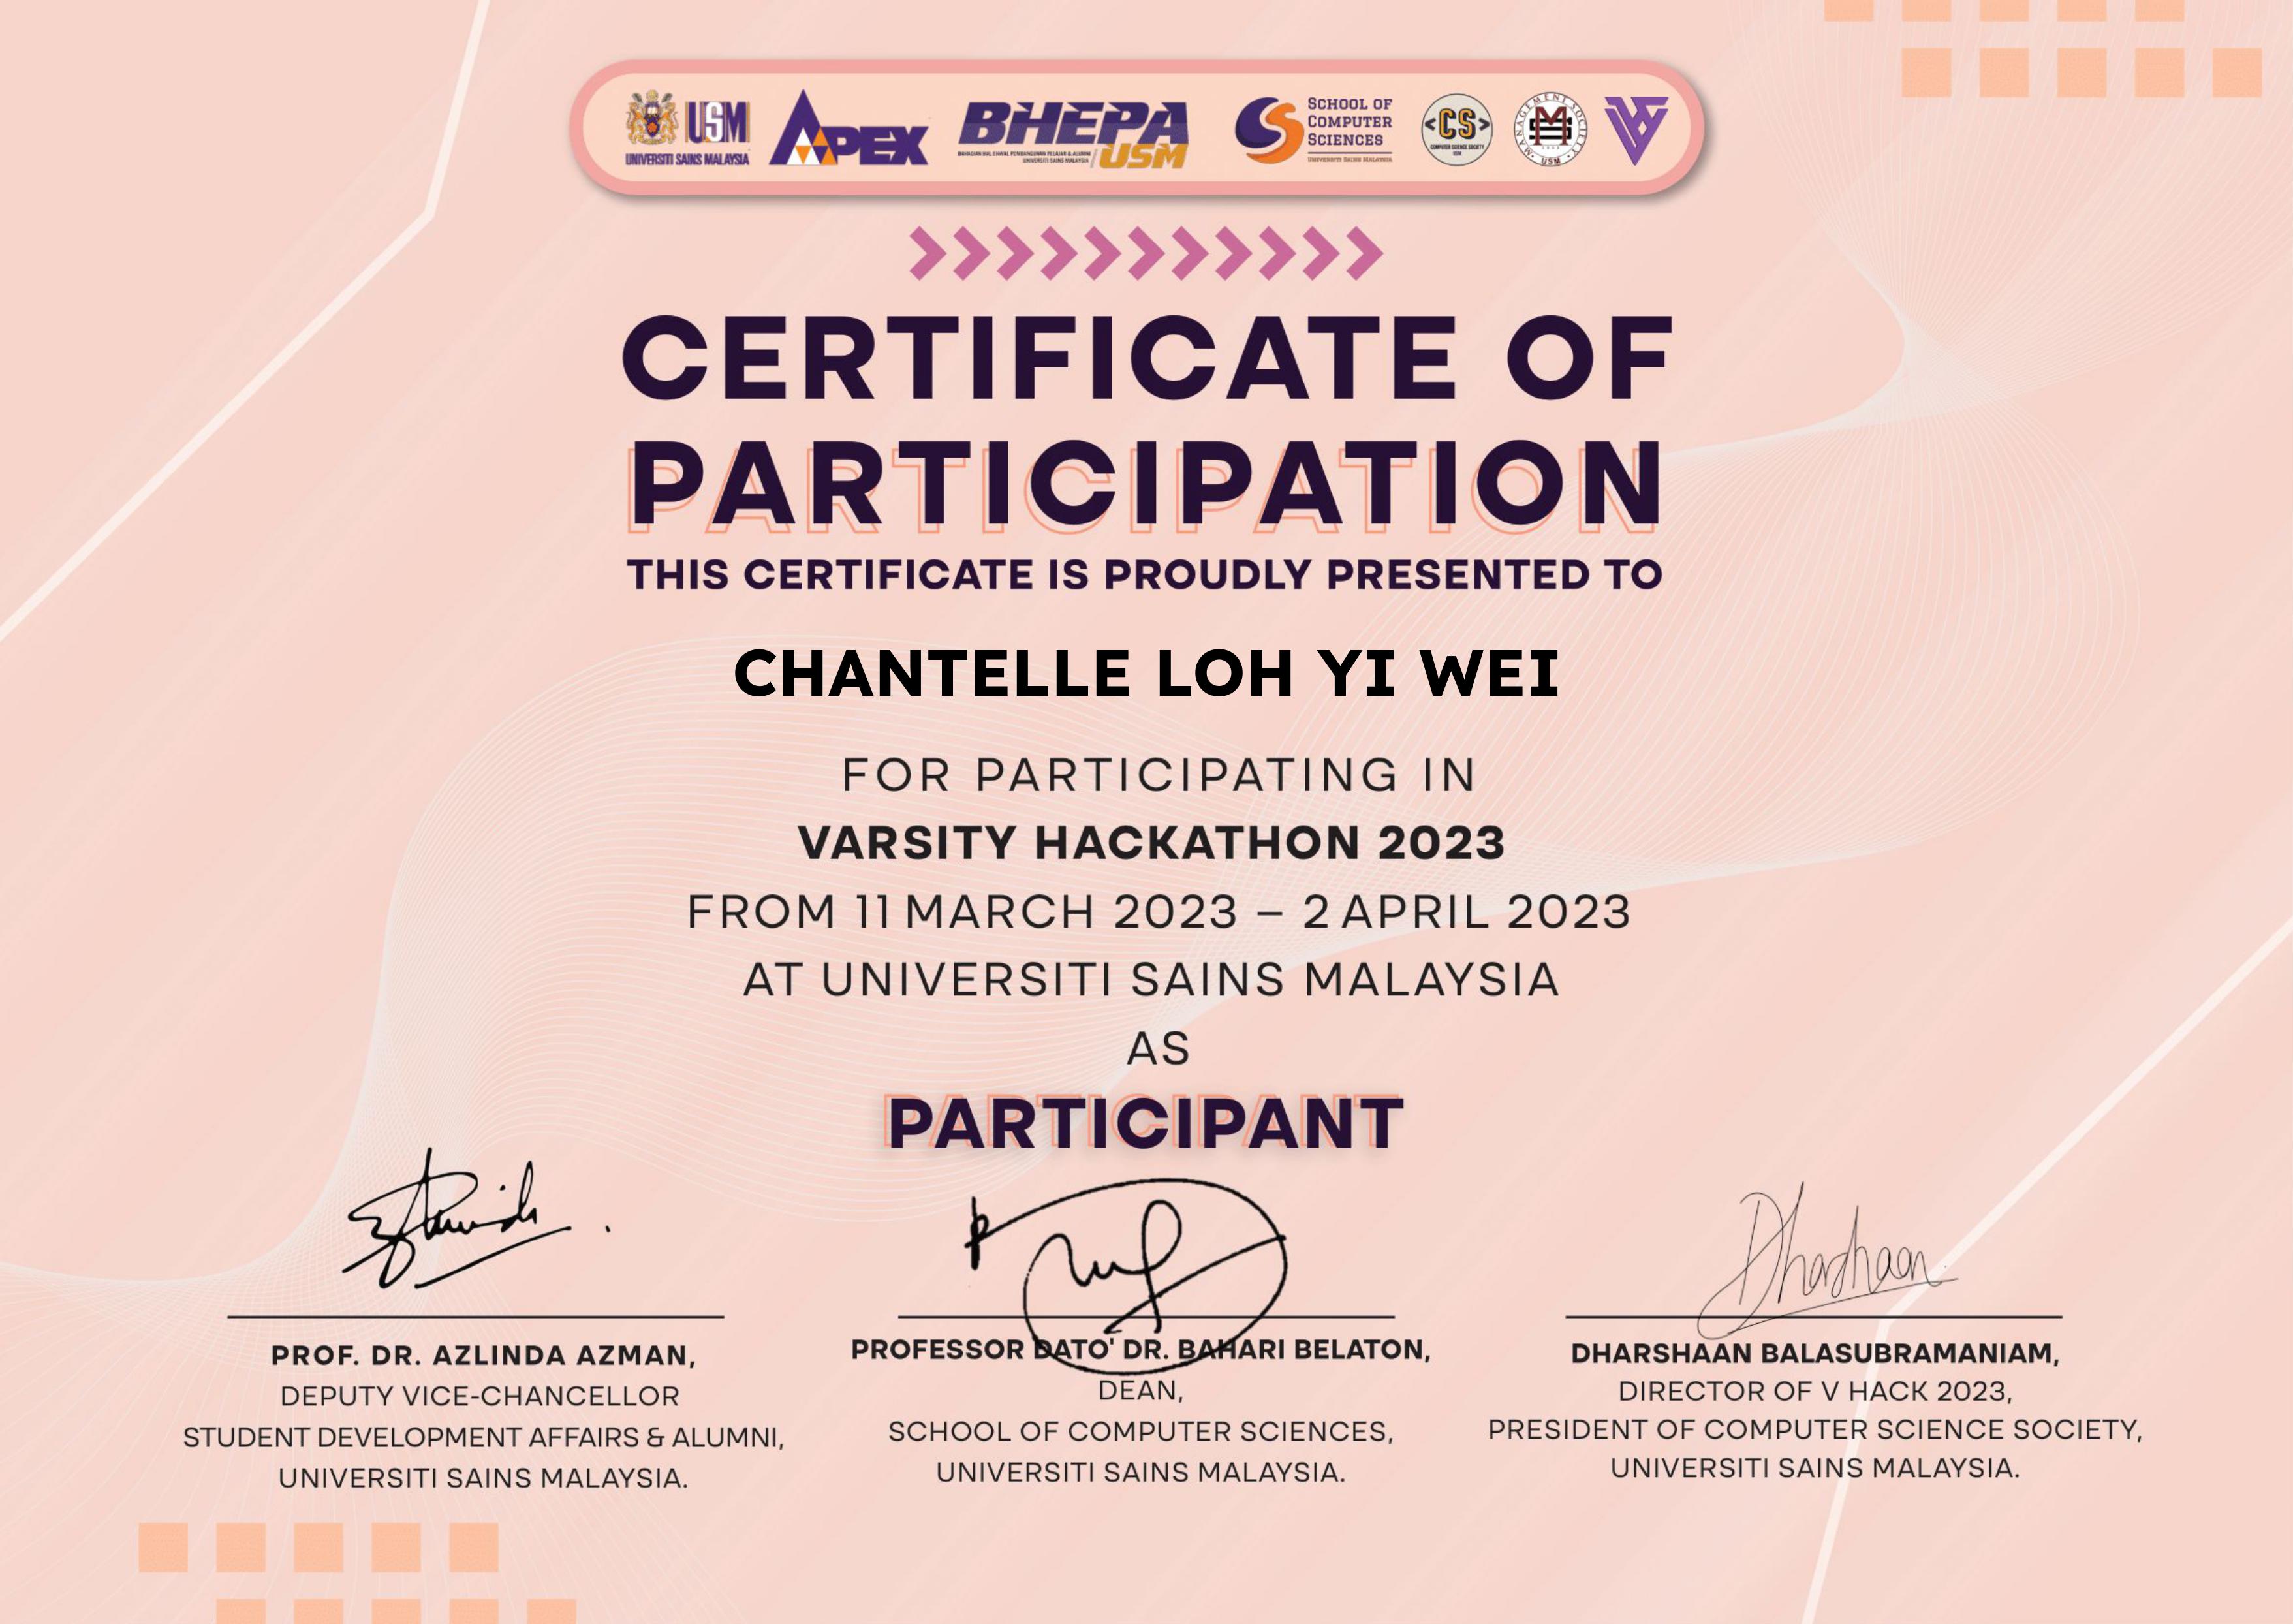 USM
UNIVERSITI SAINS MALAYSIA
APEX
BHEPA
BAHAGIAN HAL EHWAL PEMBANGUNAN PELAJAR & ALUMNI
UNIVERSITI SAINS MALAYSIA / USM
SCHOOL OF
COMPUTER
SCIENCES
UNIVERSITI SAINS MALAYSIA
<CS>
COMPUTER SCIENCE SOCIETY
USM
MANAGEMENT SOCIETY
USM
CERTIFICATE OF
PARTICIPATION
THIS CERTIFICATE IS PROUDLY PRESENTED TO
CHANTELLE LOH YI WEI
FOR PARTICIPATING IN
VARSITY HACKATHON 2023
FROM 11 MARCH 2023 – 2 APRIL 2023
AT UNIVERSITI SAINS MALAYSIA
AS
PARTICIPANT
Dharshaan
PROF. DR. AZLINDA AZMAN,
DEPUTY VICE-CHANCELLOR
STUDENT DEVELOPMENT AFFAIRS & ALUMNI,
UNIVERSITI SAINS MALAYSIA.
PROFESSOR DATO' DR. BAHARI BELATON,
DEAN,
SCHOOL OF COMPUTER SCIENCES,
UNIVERSITI SAINS MALAYSIA.
DHARSHAAN BALASUBRAMANIAM,
DIRECTOR OF V HACK 2023,
PRESIDENT OF COMPUTER SCIENCE SOCIETY,
UNIVERSITI SAINS MALAYSIA.